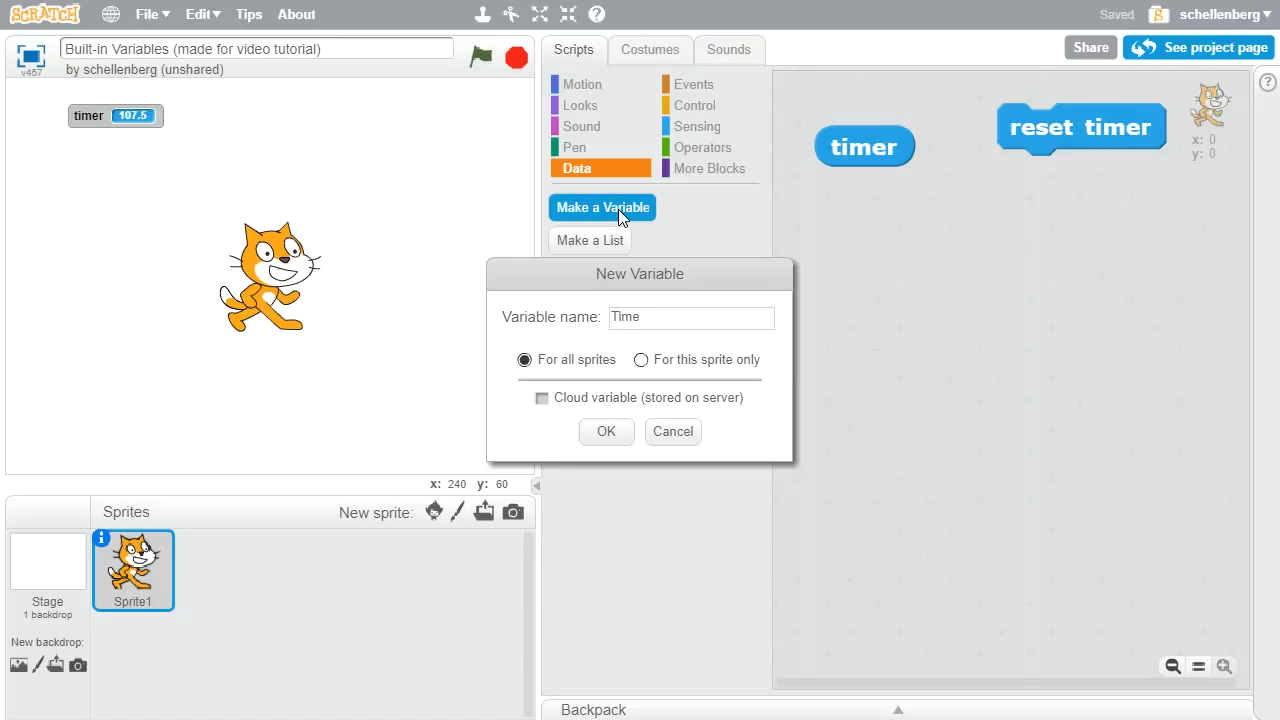 SCRATCH File Edit Tips About Saved schellenberg
v457 Built-in Variables (made for video tutorial)
by schellenberg (unshared)
Scripts Costumes Sounds Share See project page
timer 107.5
Motion Events
Looks Control
Sound Sensing
Pen Operators
Data More Blocks
Make a Variable
Make a List
timer
reset timer
x: 0
y: 0
New Variable
Variable name: Time
For all sprites For this sprite only
Cloud variable (stored on server)
OK Cancel
x: 240 y: 60
Sprites New sprite:
Stage
1 backdrop
New backdrop:
Sprite1
Backpack